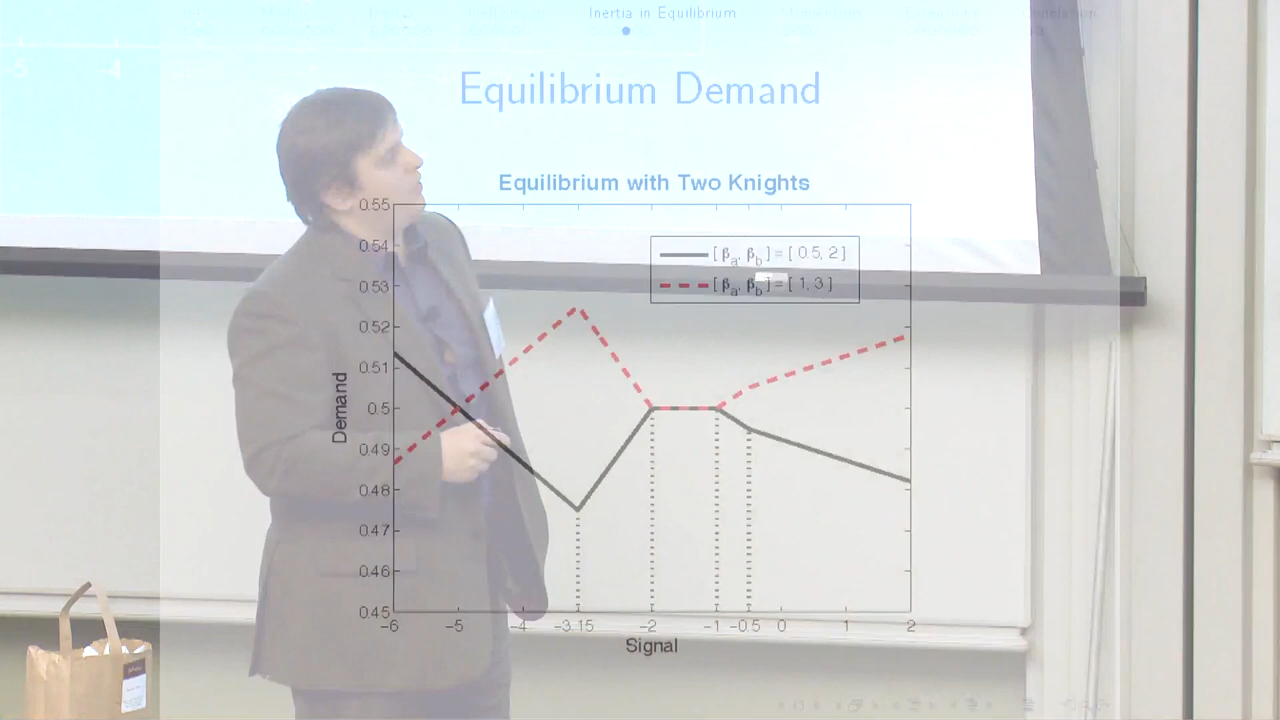 Inertia in Equilibrium
-5 -4
Equilibrium Demand
Equilibrium with Two Knights
0.55
0.54
0.53
0.52
0.51
0.5
0.49
0.48
0.47
0.46
0.45
Demand
[ βa, βb ] = [ 0.5, 2 ]
[ βa, βb ] = [ 1, 3 ]
-6 -5 -4 -3.15 -2 -1 -0.5 0 1 2
Signal